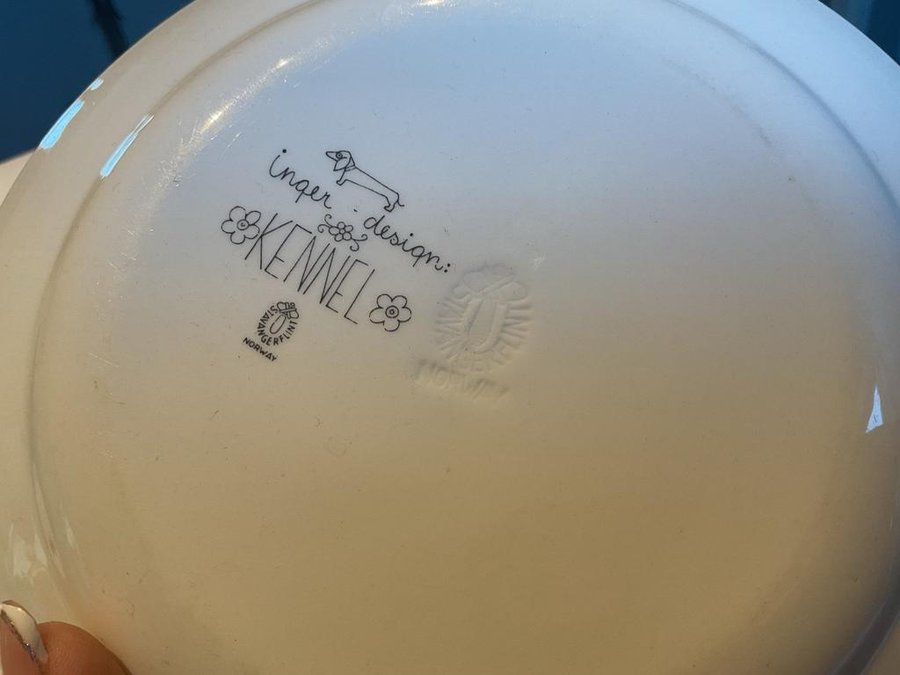 inger . design:
KENNEL
STAVANGERFLINT
NORWAY
NORWAY